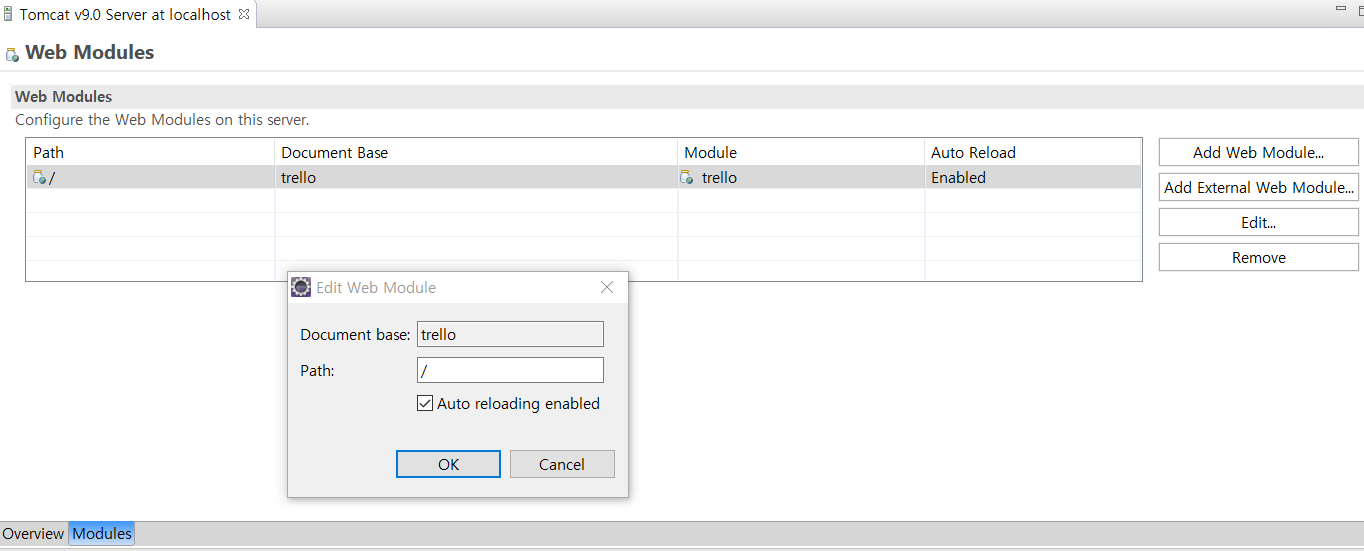 Tomcat v9.0 Server at localhost
Web Modules
Web Modules
Configure the Web Modules on this server.
Path Document Base Module Auto Reload
/ trello trello Enabled
Add Web Module...
Add External Web Module...
Edit...
Remove
Edit Web Module
Document base: trello
Path: /
Auto reloading enabled
OK Cancel
Overview Modules